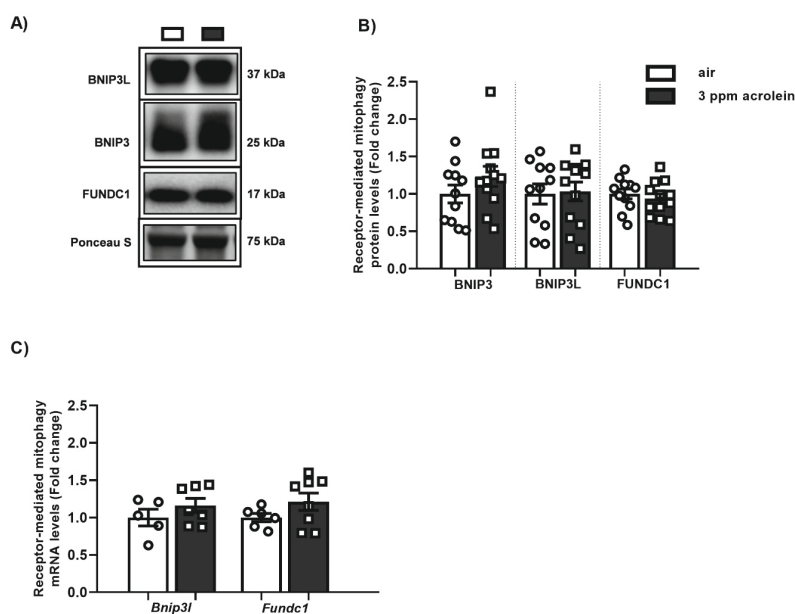 A)
BNIP3L
37 kDa
BNIP3
25 kDa
FUNDC1
17 kDa
Ponceau S
75 kDa
B)
air
3 ppm acrolein
Receptor-mediated mitophagy
protein levels (Fold change)
2.5
2.0
1.5
1.0
0.5
0.0
BNIP3
BNIP3L
FUNDC1
C)
Receptor-mediated mitophagy
mRNA levels (Fold change)
2.5
2.0
1.5
1.0
0.5
0.0
Bnip3l
Fundc1